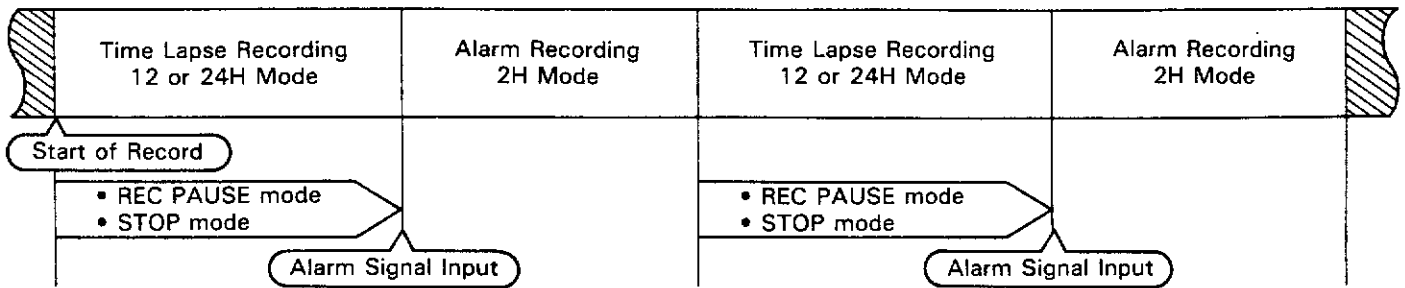 Time Lapse Recording
12 or 24H Mode
Alarm Recording
2H Mode
Time Lapse Recording
12 or 24H Mode
Alarm Recording
2H Mode
Start of Record
• REC PAUSE mode
• STOP mode
• REC PAUSE mode
• STOP mode
Alarm Signal Input
Alarm Signal Input